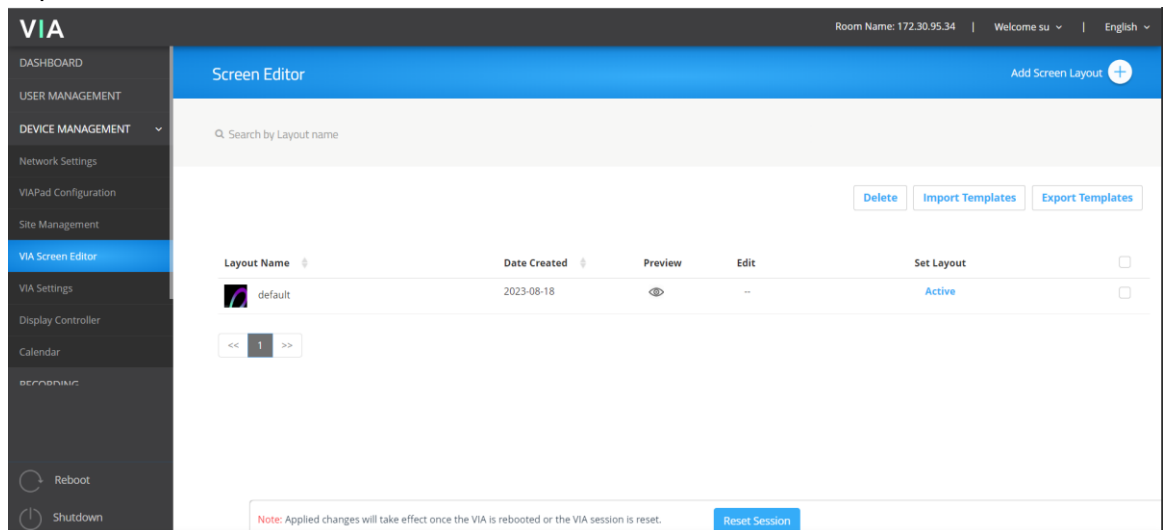 VIA
Room Name: 172.30.95.34 | Welcome su | English
DASHBOARD
USER MANAGEMENT
DEVICE MANAGEMENT
Network Settings
VIAPad Configuration
Site Management
VIA Screen Editor
VIA Settings
Display Controller
Calendar
RECORDING
Reboot
Shutdown
Screen Editor
Add Screen Layout
Search by Layout name
Delete Import Templates Export Templates
Layout Name Date Created Preview Edit Set Layout
default 2023-08-18 -- Active
<< 1 >>
Note: Applied changes will take effect once the VIA is rebooted or the VIA session is reset. Reset Session